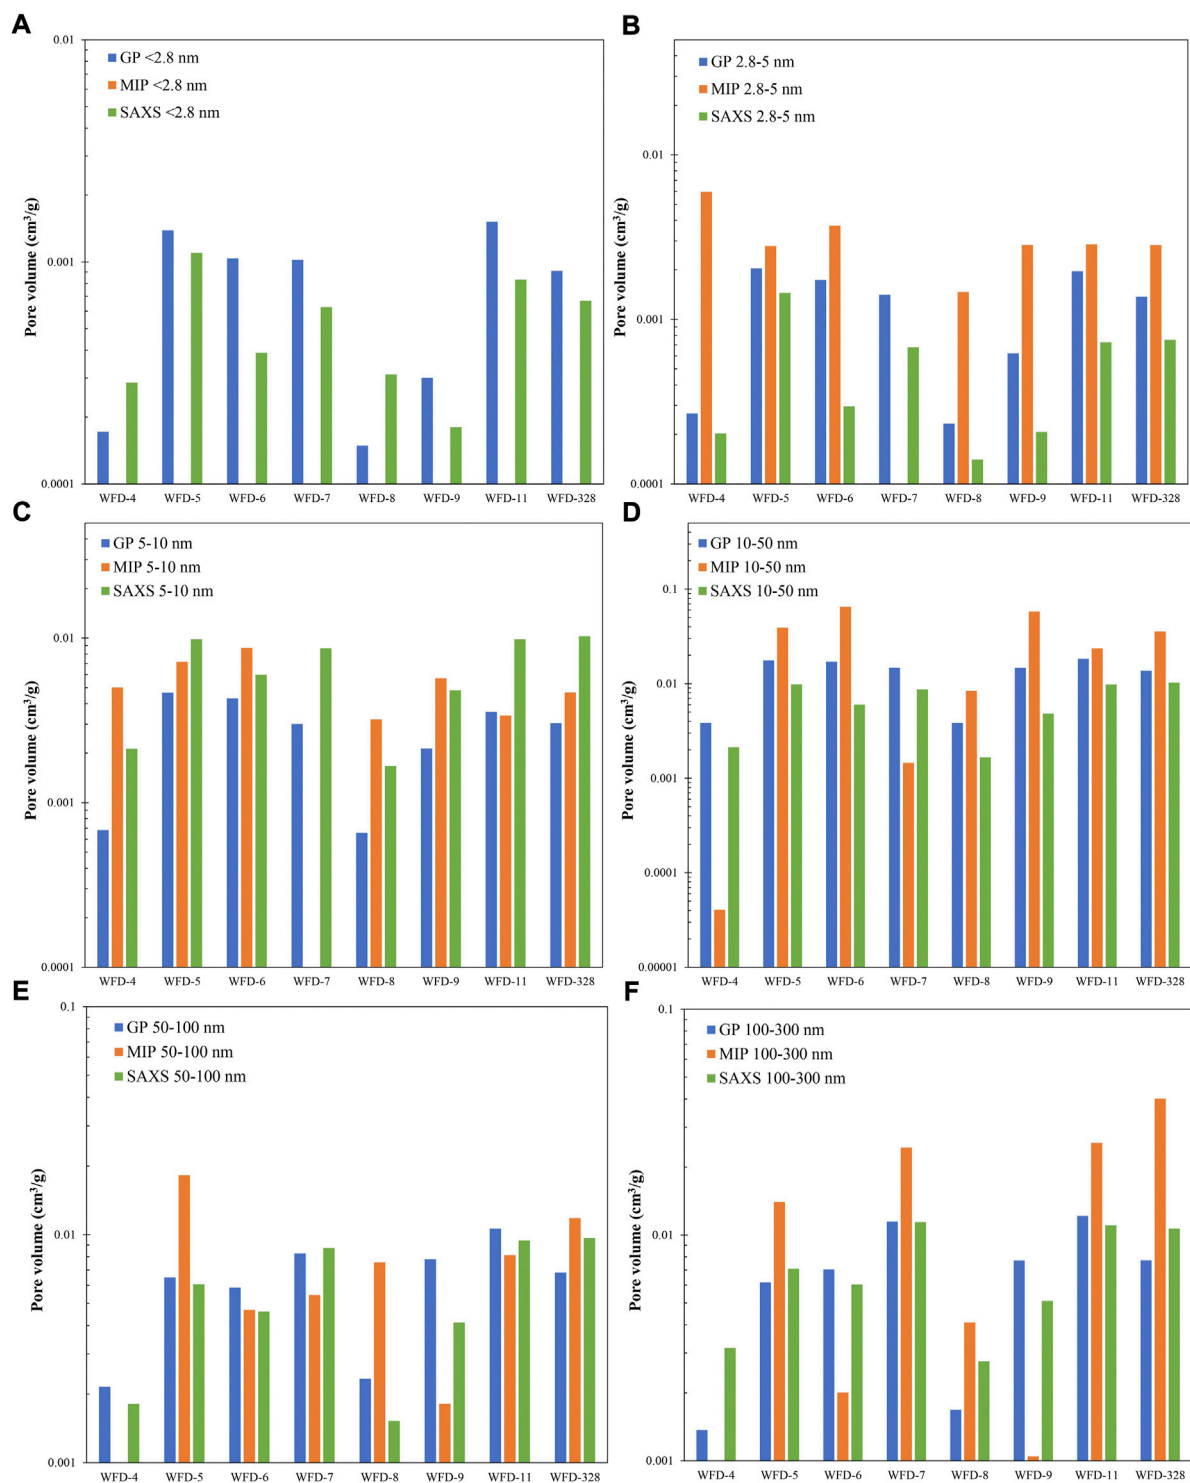 A
0.01
GP <2.8 nm
MIP <2.8 nm
SAXS <2.8 nm
0.001
0.0001
Pore volume (cm³/g)
WFD-4 WFD-5 WFD-6 WFD-7 WFD-8 WFD-9 WFD-11 WFD-328
B
GP 2.8-5 nm
MIP 2.8-5 nm
SAXS 2.8-5 nm
0.01
0.001
0.0001
Pore volume (cm³/g)
WFD-4 WFD-5 WFD-6 WFD-7 WFD-8 WFD-9 WFD-11 WFD-328
C
GP 5-10 nm
MIP 5-10 nm
SAXS 5-10 nm
0.01
0.001
0.0001
Pore volume (cm³/g)
WFD-4 WFD-5 WFD-6 WFD-7 WFD-8 WFD-9 WFD-11 WFD-328
D
GP 10-50 nm
MIP 10-50 nm
SAXS 10-50 nm
0.1
0.01
0.001
0.0001
0.00001
Pore volume (cm³/g)
WFD-4 WFD-5 WFD-6 WFD-7 WFD-8 WFD-9 WFD-11 WFD-328
E
0.1
GP 50-100 nm
MIP 50-100 nm
SAXS 50-100 nm
0.01
0.001
Pore volume (cm³/g)
WFD-4 WFD-5 WFD-6 WFD-7 WFD-8 WFD-9 WFD-11 WFD-328
F
0.1
GP 100-300 nm
MIP 100-300 nm
SAXS 100-300 nm
0.01
0.001
Pore volume (cm³/g)
WFD-4 WFD-5 WFD-6 WFD-7 WFD-8 WFD-9 WFD-11 WFD-328